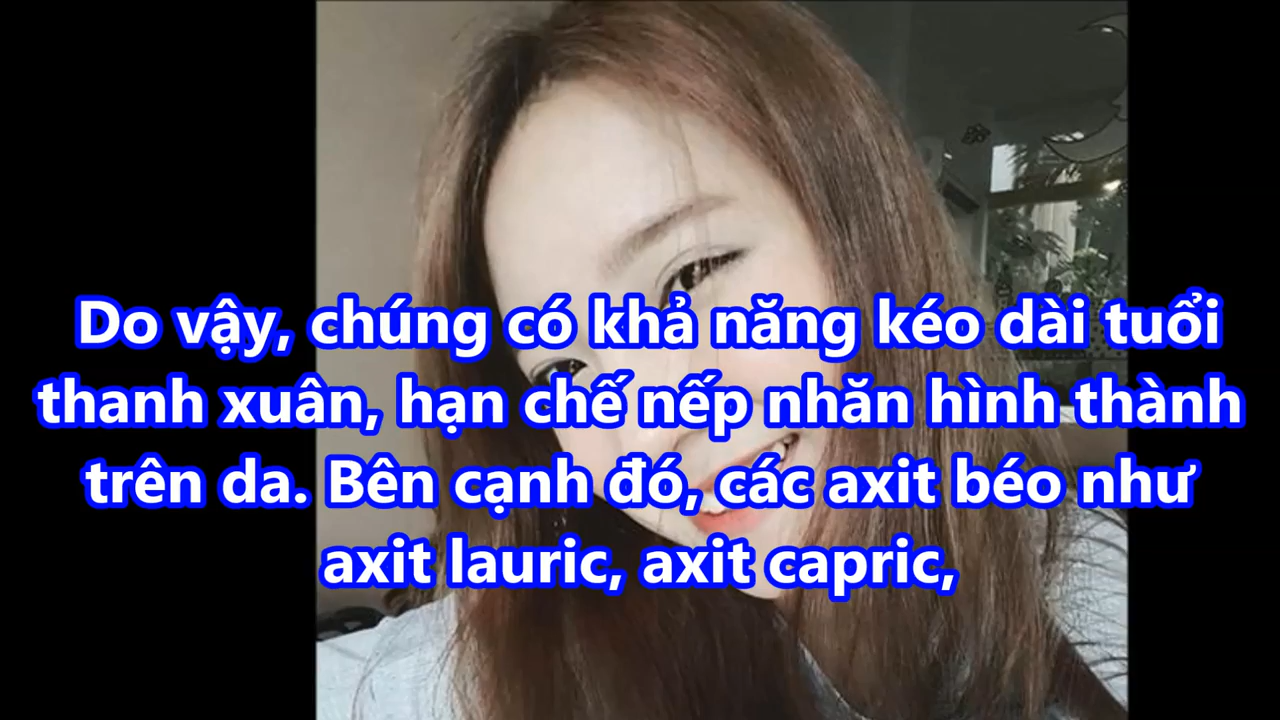 Do vậy, chúng có khả năng kéo dài tuổi
thanh xuân, hạn chế nếp nhăn hình thành
trên da. Bên cạnh đó, các axit béo như
axit lauric, axit capric,